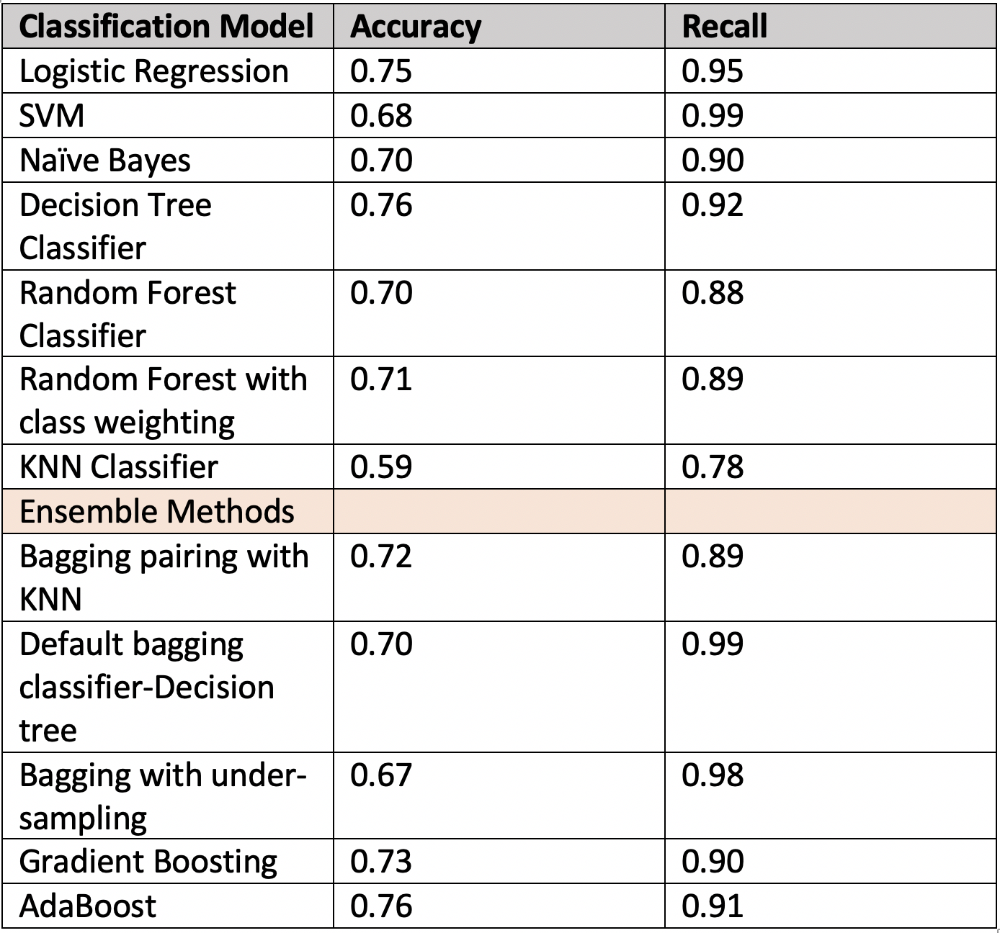 Classification Model Accuracy Recall
Logistic Regression 0.75 0.95
SVM 0.68 0.99
Naïve Bayes 0.70 0.90
Decision Tree 0.76 0.92
Classifier
Random Forest 0.70 0.88
Classifier
Random Forest with 0.71 0.89
class weighting
KNN Classifier 0.59 0.78
Ensemble Methods
Bagging pairing with 0.72 0.89
KNN
Default bagging 0.70 0.99
classifier-Decision
tree
Bagging with under- 0.67 0.98
sampling
Gradient Boosting 0.73 0.90
AdaBoost 0.76 0.91